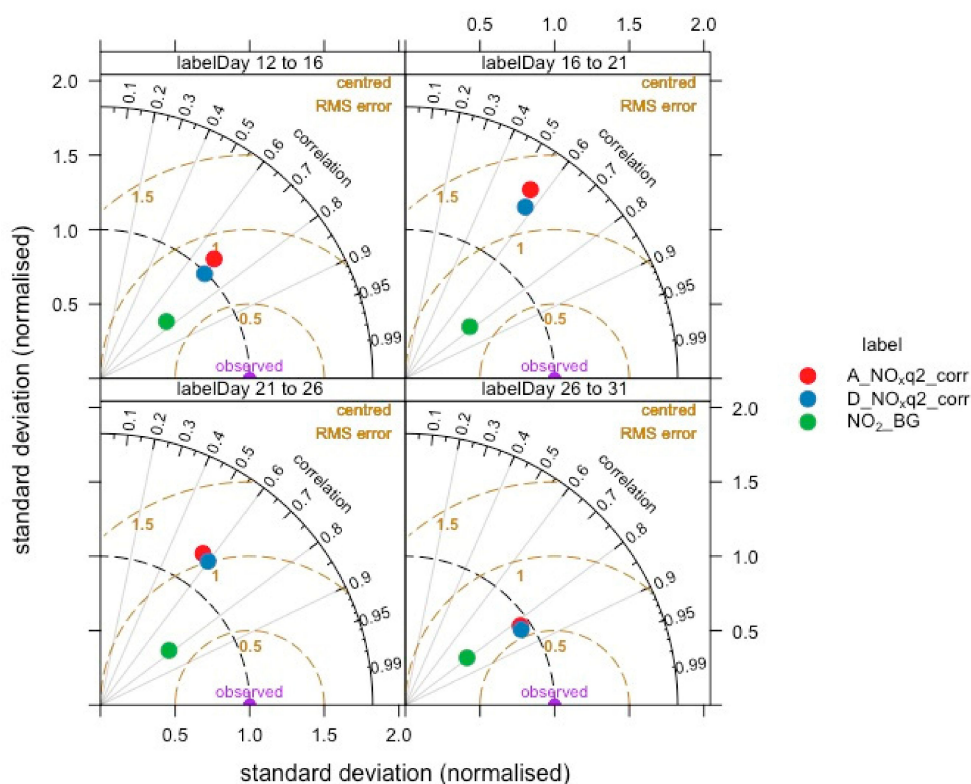 0.5 1.0 1.5 2.0
labelDay 12 to 16
labelDay 16 to 21
2.0
1.5
1.0
0.5
centred
RMS error
0.1
0.2
0.3
0.4
0.5
0.6
0.7
0.8
0.9
0.95
0.99
correlation
1.5
1
0.5
observed
centred
RMS error
0.1
0.2
0.3
0.4
0.5
0.6
0.7
0.8
0.9
0.95
0.99
correlation
1.5
1
0.5
observed
labelDay 21 to 26
labelDay 26 to 31
centred
RMS error
0.1
0.2
0.3
0.4
0.5
0.6
0.7
0.8
0.9
0.95
0.99
correlation
1.5
1
0.5
observed
centred
RMS error
0.1
0.2
0.3
0.4
0.5
0.6
0.7
0.8
0.9
0.95
0.99
correlation
1.5
1
0.5
observed
2.0
1.5
1.0
0.5
0.5 1.0 1.5 2.0
standard deviation (normalised)
standard deviation (normalised)
label
A_NOₓq2_corr
D_NOₓq2_corr
NO₂_BG